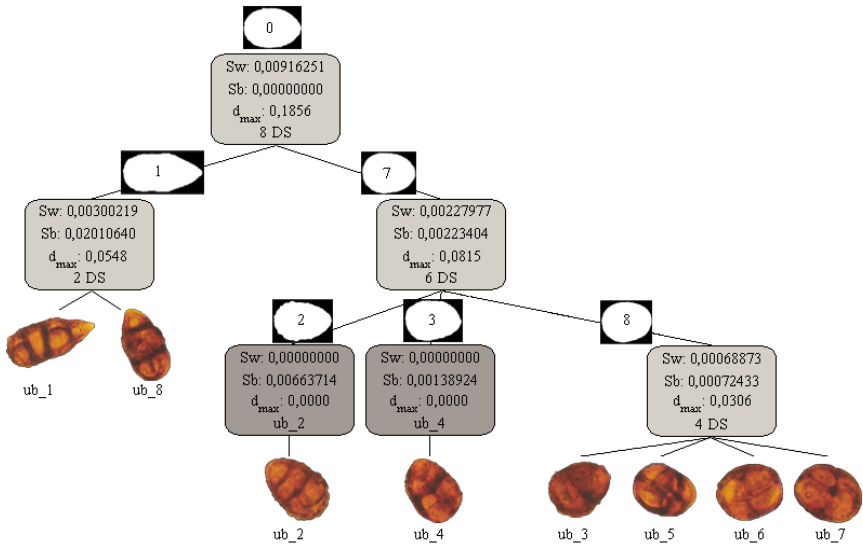 0
Sw: 0,00916251
Sb: 0,00000000
dmax: 0,1856
8 DS
1
7
Sw: 0,00300219
Sb: 0,02010640
dmax: 0,0548
2 DS
Sw: 0,00227977
Sb: 0,00223404
dmax: 0,0815
6 DS
ub_1
ub_8
2
3
8
Sw: 0,00000000
Sb: 0,00663714
dmax: 0,0000
ub_2
Sw: 0,00000000
Sb: 0,00138924
dmax: 0,0000
ub_4
Sw: 0,00068873
Sb: 0,00072433
dmax: 0,0306
4 DS
ub_2
ub_4
ub_3
ub_5
ub_6
ub_7